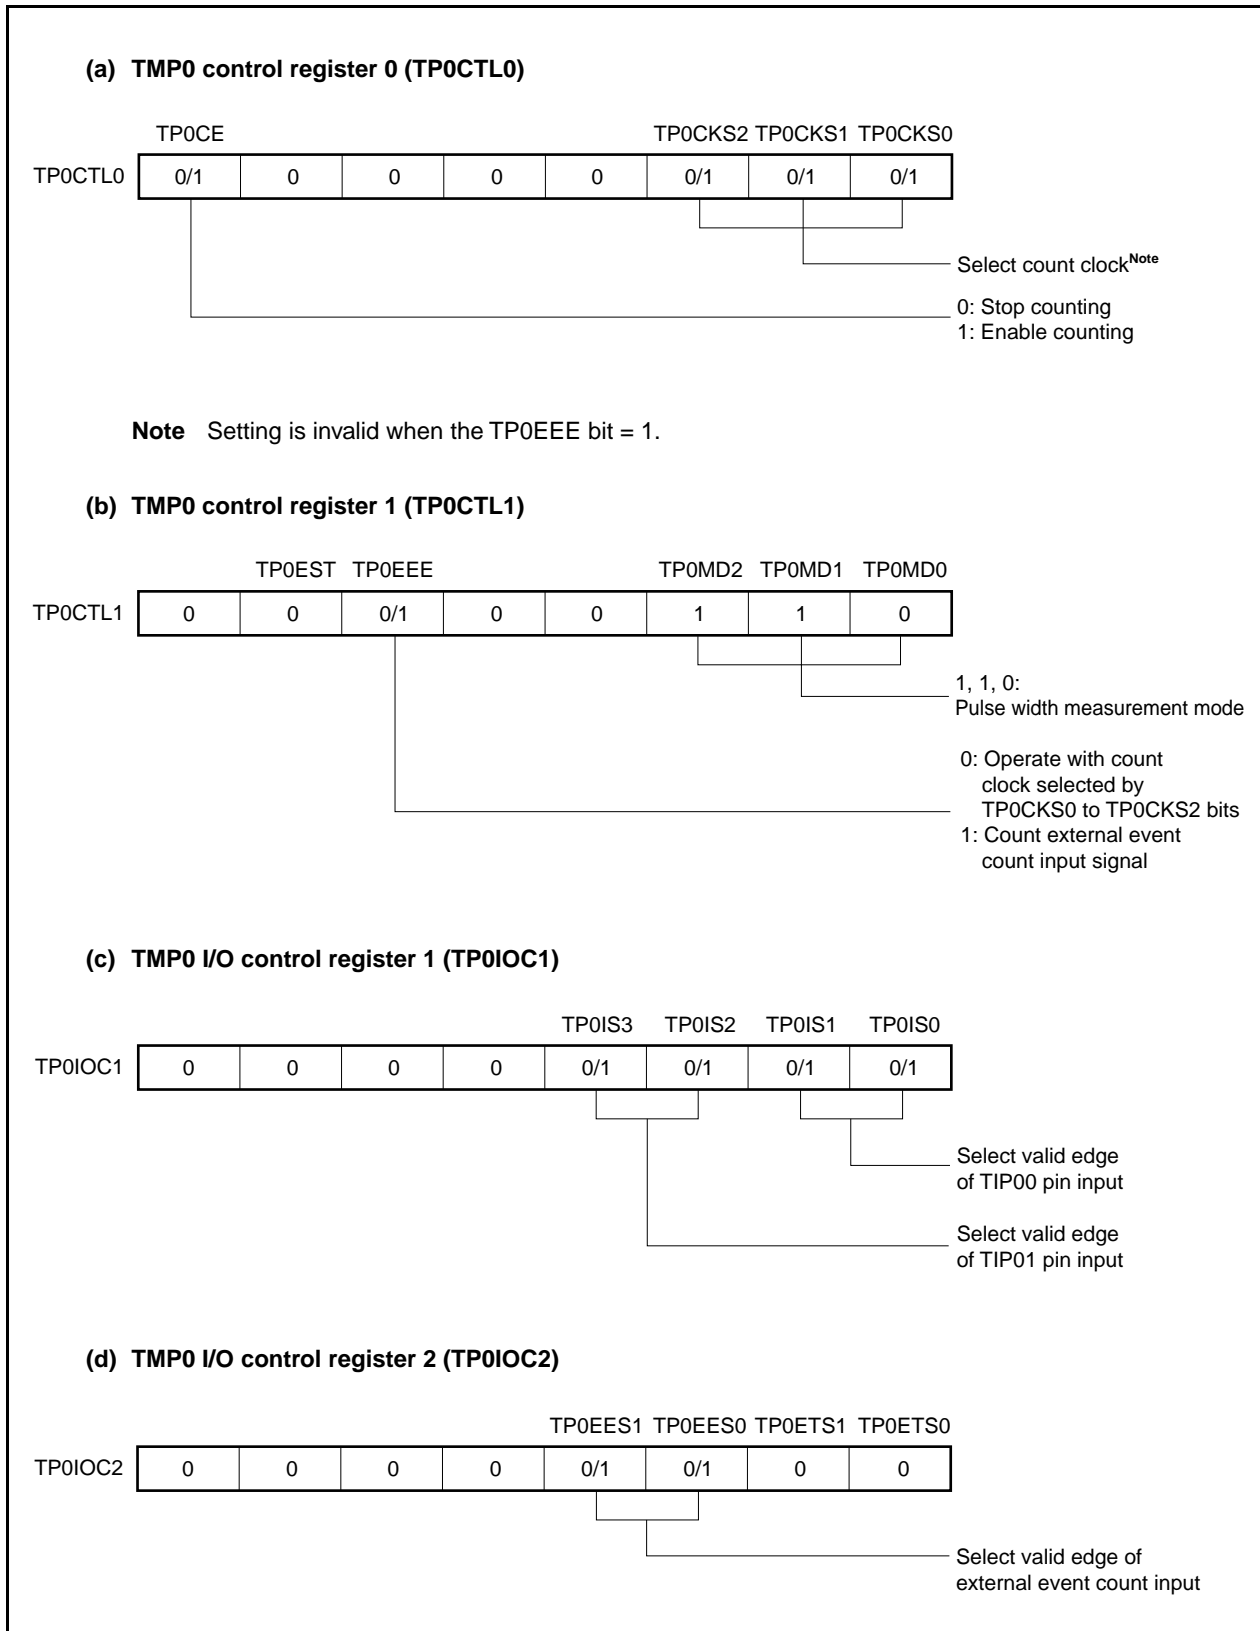 (a) TMP0 control register 0 (TP0CTL0)
TP0CE TP0CKS2 TP0CKS1 TP0CKS0
TP0CTL0 0/1 0 0 0 0 0/1 0/1 0/1
Select count clockNote
0: Stop counting
1: Enable counting
Note Setting is invalid when the TP0EEE bit = 1.
(b) TMP0 control register 1 (TP0CTL1)
TP0EST TP0EEE TP0MD2 TP0MD1 TP0MD0
TP0CTL1 0 0 0/1 0 0 1 1 0
1, 1, 0:
Pulse width measurement mode
0: Operate with count
clock selected by
TP0CKS0 to TP0CKS2 bits
1: Count external event
count input signal
(c) TMP0 I/O control register 1 (TP0IOC1)
TP0IS3 TP0IS2 TP0IS1 TP0IS0
TP0IOC1 0 0 0 0 0/1 0/1 0/1 0/1
Select valid edge
of TIP00 pin input
Select valid edge
of TIP01 pin input
(d) TMP0 I/O control register 2 (TP0IOC2)
TP0EES1 TP0EES0 TP0ETS1 TP0ETS0
TP0IOC2 0 0 0 0 0/1 0/1 0 0
Select valid edge of
external event count input